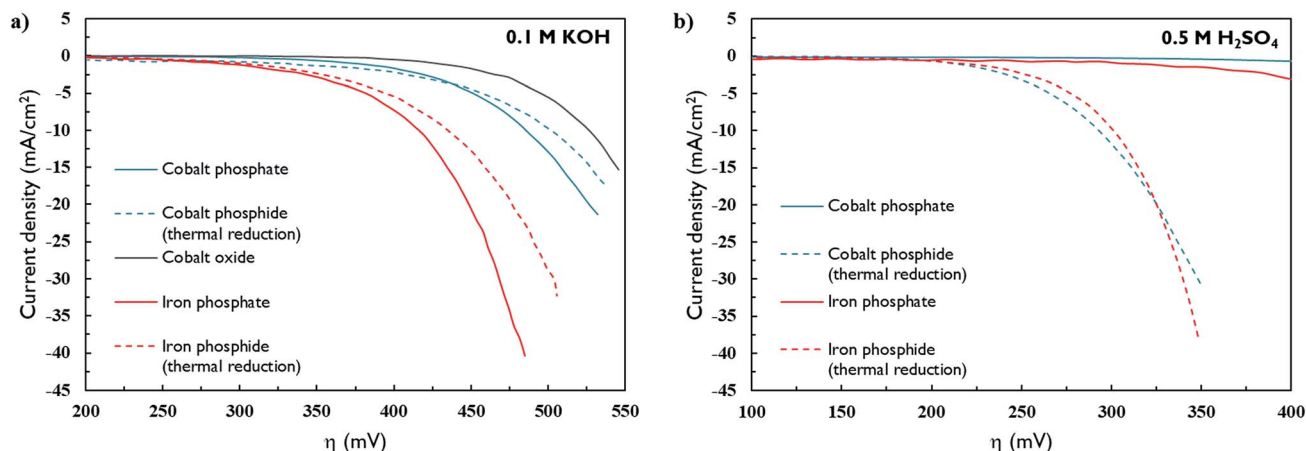 a)
0.1 M KOH
5
0
-5
-10
-15
-20
-25
-30
-35
-40
-45
Current density (mA/cm²)
Cobalt phosphate
Cobalt phosphide
(thermal reduction)
Cobalt oxide
Iron phosphate
Iron phosphide
(thermal reduction)
200 250 300 350 400 450 500 550
η (mV)
b)
0.5 M H₂SO₄
5
0
-5
-10
-15
-20
-25
-30
-35
-40
-45
Current density (mA/cm²)
Cobalt phosphate
Cobalt phosphide
(thermal reduction)
Iron phosphate
Iron phosphide
(thermal reduction)
100 150 200 250 300 350 400
η (mV)